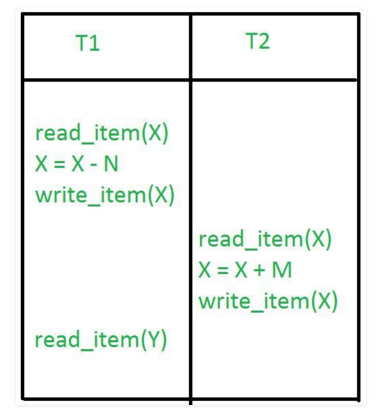 T1
T2
read_item(X)
X = X - N
write_item(X)
read_item(X)
X = X + M
write_item(X)
read_item(Y)